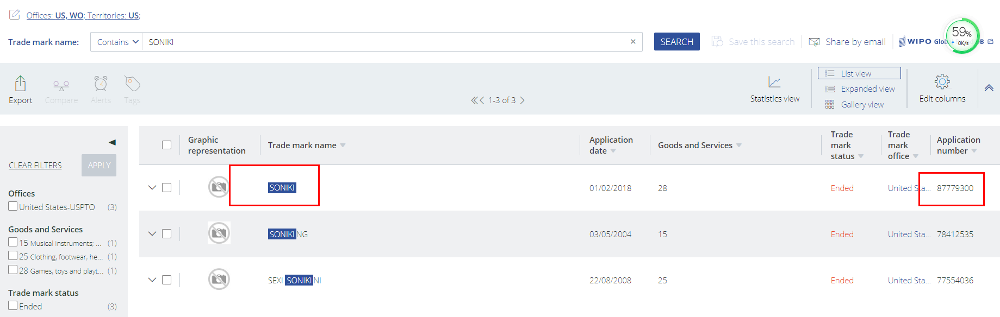 Offices: US, WO; Territories: US;
Trade mark name: Contains SONIKI × SEARCH Save this search Share by email WIPO
59%
0K/s
Export Compare Alerts Tags
1-3 of 3
Statistics view
List view
Expanded view
Gallery view
Edit columns
CLEAR FILTERS APPLY
Offices
United States-USPTO (3)
Goods and Services
15 Musical instruments; ... (1)
25 Clothing, footwear, he... (1)
28 Games, toys and playt... (1)
Trade mark status
Ended (3)
Graphic representation Trade mark name Application date Goods and Services Trade mark status Trade mark office Application number
SONIKI 01/02/2018 28 Ended United Sta... 87779300
SONIKING 03/05/2004 15 Ended United Sta... 78412535
SEXI SONIKINI 22/08/2008 25 Ended United Sta... 77554036